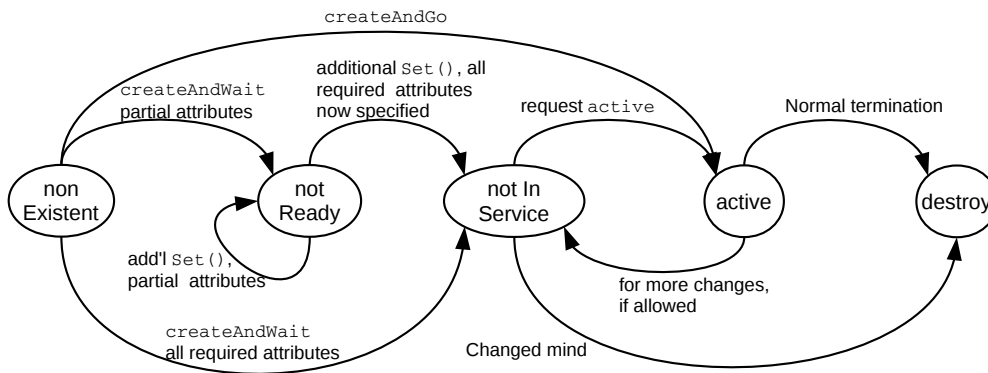 createAndGo
createAndWait
partial attributes
additional Set(), all
required attributes
now specified
request active
Normal termination
non
Existent
not
Ready
not In
Service
active
destroy
add'l Set(),
partial attributes
for more changes,
if allowed
createAndWait
all required attributes
Changed mind